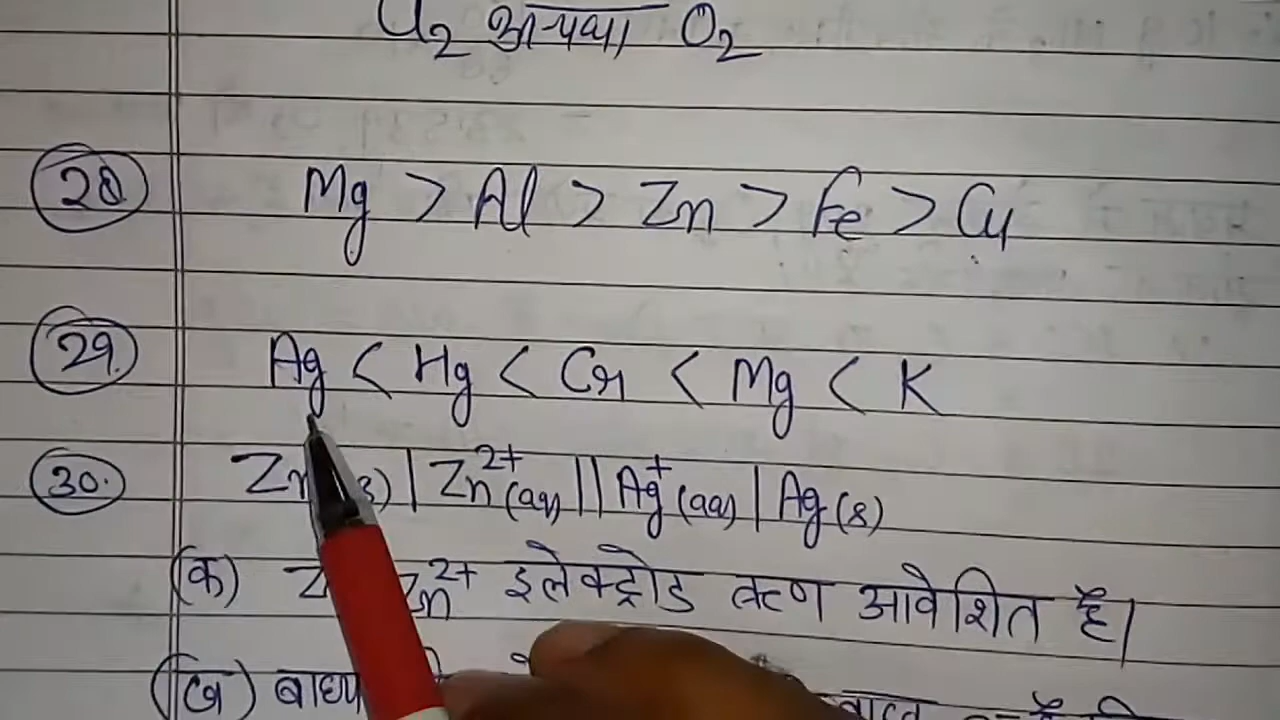 अथवा O₂
28. Mg > Al > Zn > Fe > Cu
29. Ag < Hg < Cr < Mg < K
30. Zn(s) | Zn²⁺(aq) || Ag⁺(aq) | Ag(s)
(क) Zn²⁺ इलेक्ट्रोड ऋण आवेशित है।
(ख)